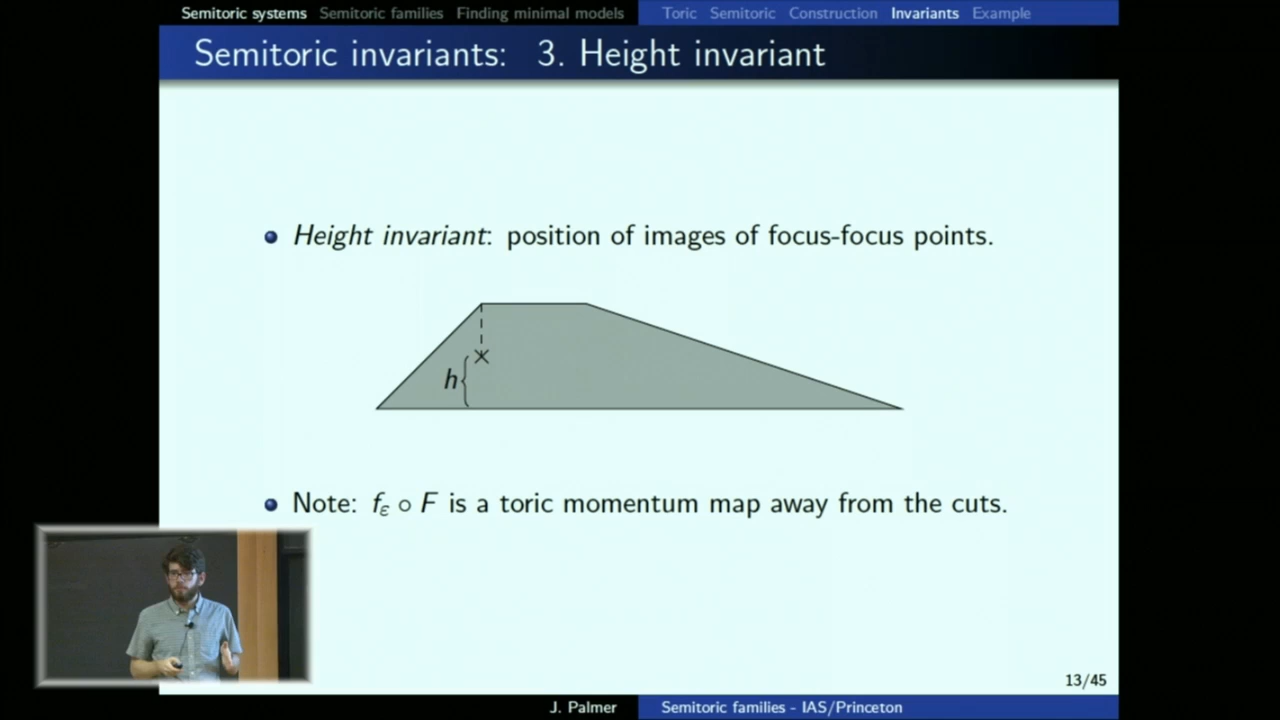 Semitoric systems Semitoric families Finding minimal models Toric Semitoric Construction Invariants Example
Semitoric invariants: 3. Height invariant
Height invariant: position of images of focus-focus points.
h
Note: fε ∘ F is a toric momentum map away from the cuts.
13/45
J. Palmer Semitoric families - IAS/Princeton